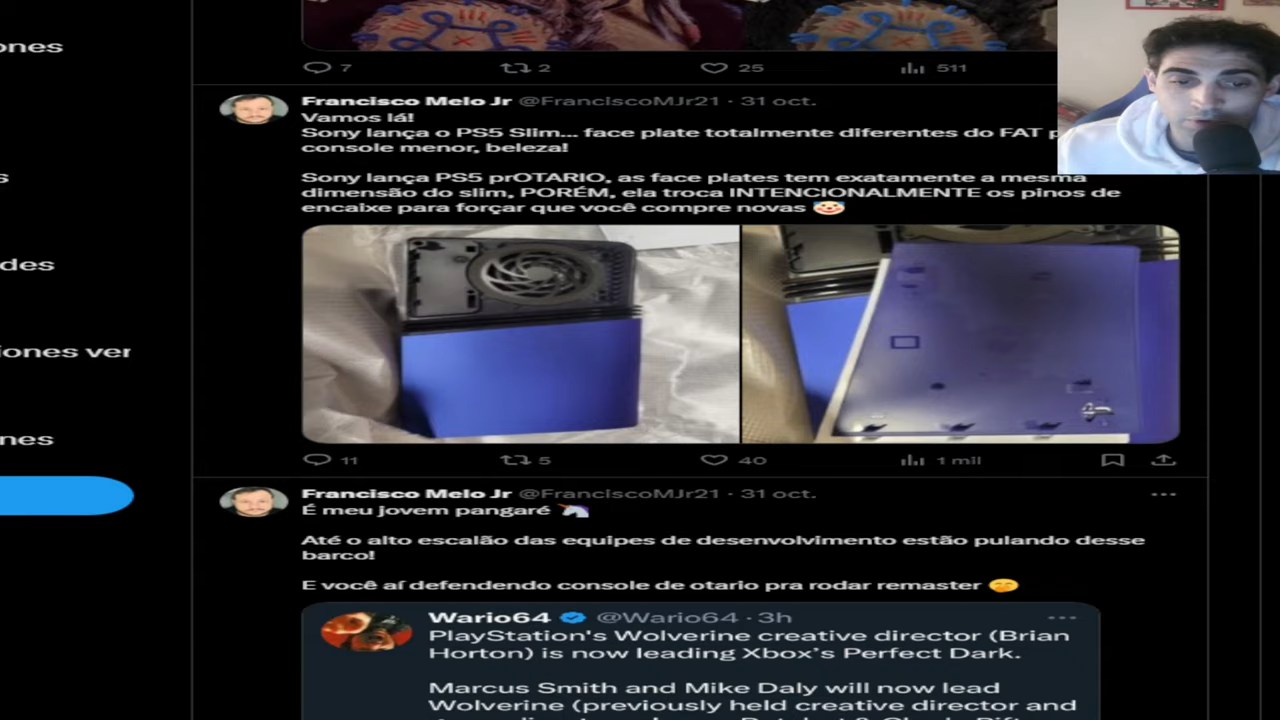 ones
7
2
25
511
Francisco Melo Jr @FranciscoMJr21 · 31 oct.
Vamos lá!
Sony lança o PS5 Slim... face plate totalmente diferentes do FAT p
console menor, beleza!
s
Sony lança PS5 prOTARIO, as face plates tem exatamente a mesma
dimensão do slim, PORÉM, ela troca INTENCIONALMENTE os pinos de
encaixe para forçar que você compre novas 🤡
des
iones ver
nes
11
5
40
1 mil
Francisco Melo Jr @FranciscoMJr21 · 31 oct.
É meu jovem pangaré 🦄
Até o alto escalão das equipes de desenvolvimento estão pulando desse
barco!
E você aí defendendo console de otario pra rodar remaster 🤭
Wario64 @Wario64 · 3h
PlayStation's Wolverine creative director (Brian
Horton) is now leading Xbox's Perfect Dark.
Marcus Smith and Mike Daly will now lead
Wolverine (previously held creative director and